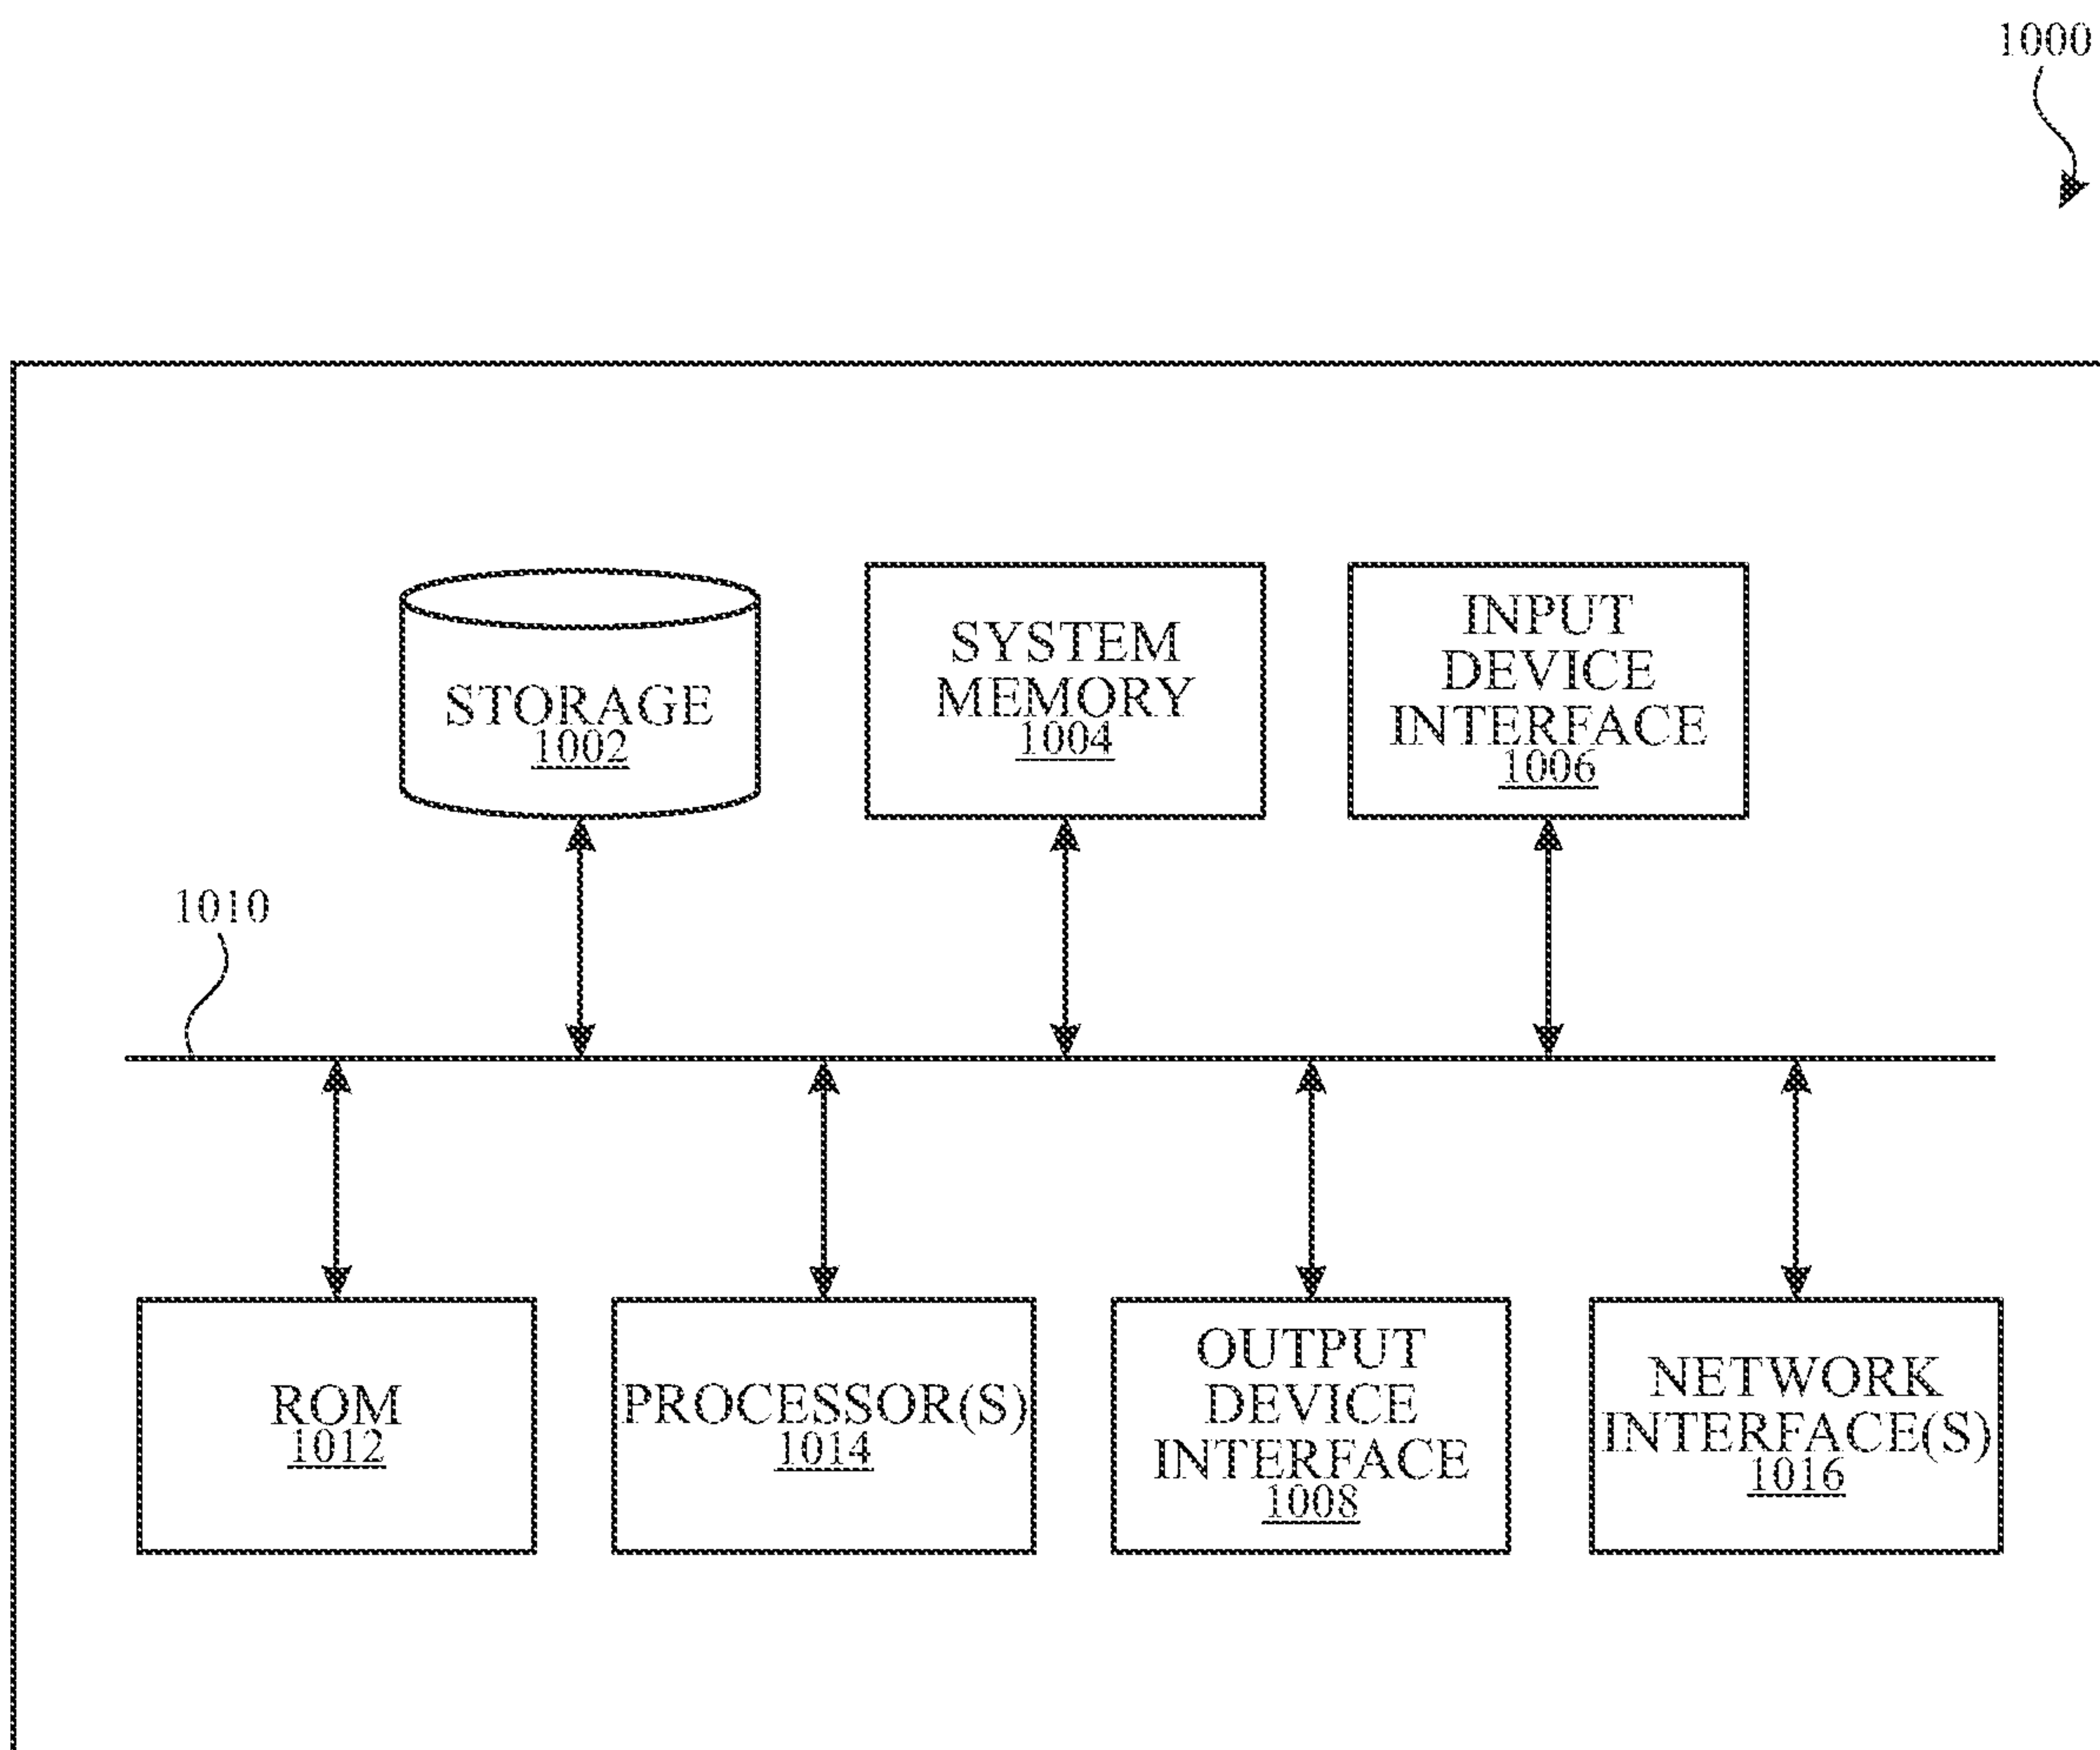 1000
STORAGE
1002
SYSTEM
MEMORY
1004
INPUT
DEVICE
INTERFACE
1006
1010
ROM
1012
PROCESSOR(S)
1014
OUTPUT
DEVICE
INTERFACE
1008
NETWORK
INTERFACE(S)
1016